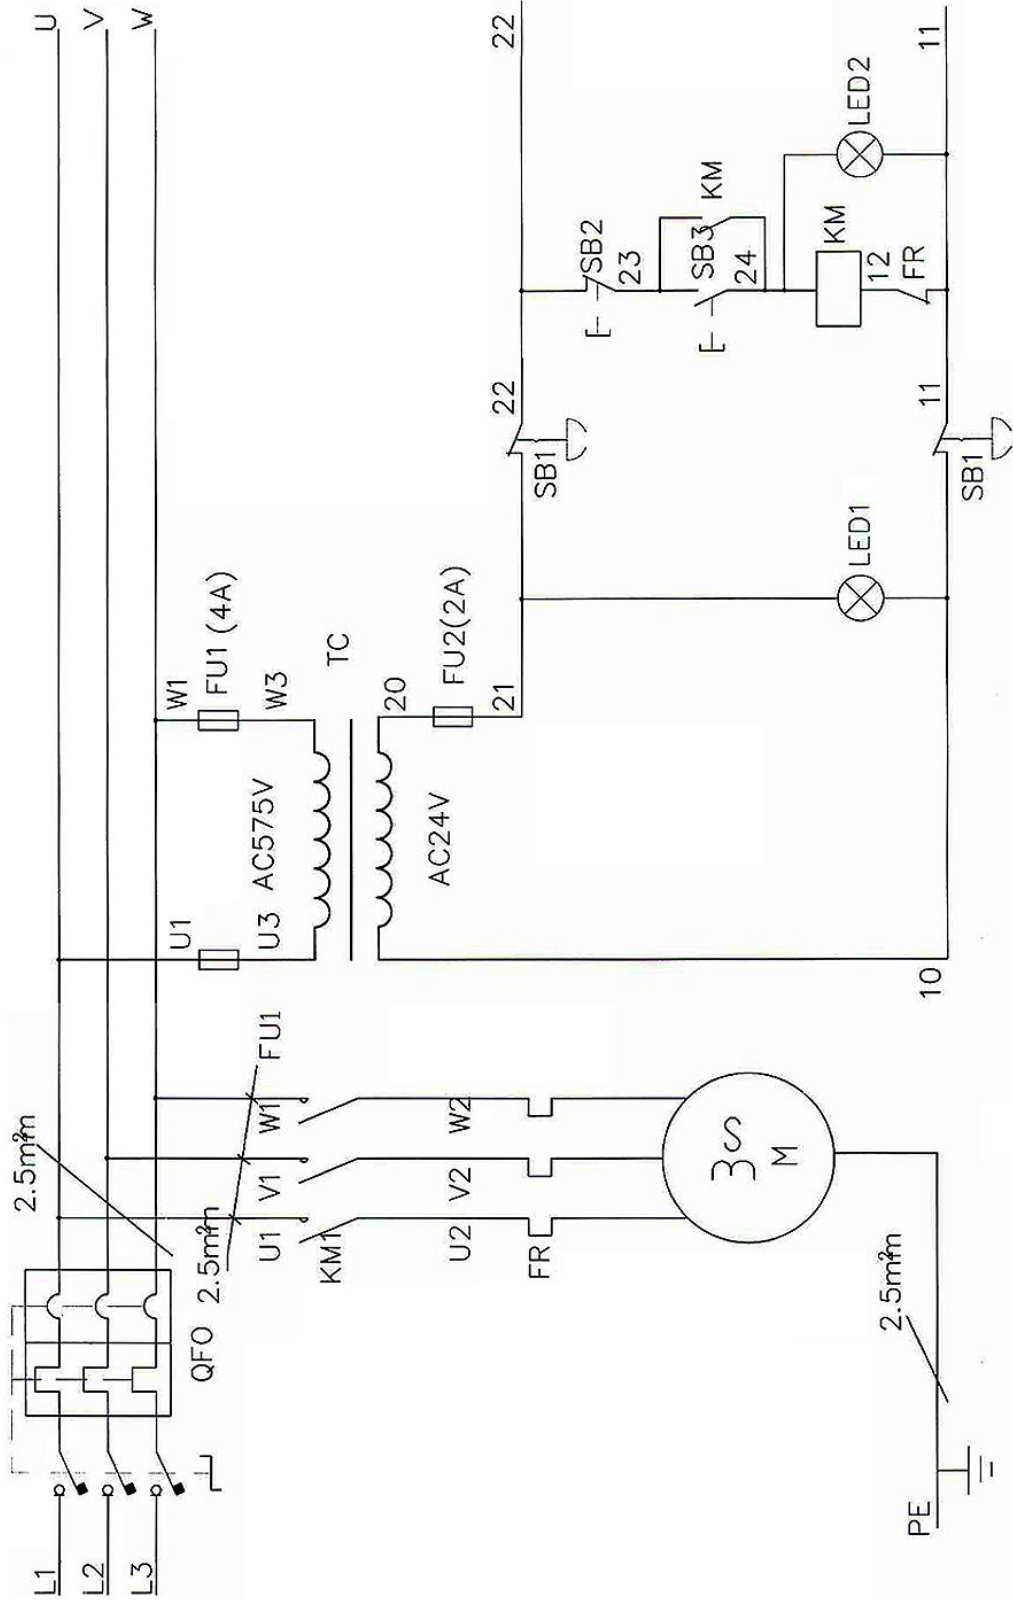 L1
L2
L3
U
V
W
QF0
2.5mm²
2.5mm²
FU1
U1
V1
W1
KM1
U2
V2
W2
FR
M
3
PE
2.5mm²
U1
W1
FU1 (4A)
U3
AC575V
W3
TC
AC24V
20
FU2(2A)
21
10
LED1
SB1
22
SB1
11
SB2
23
SB3
KM
24
KM
12
FR
LED2
22
11